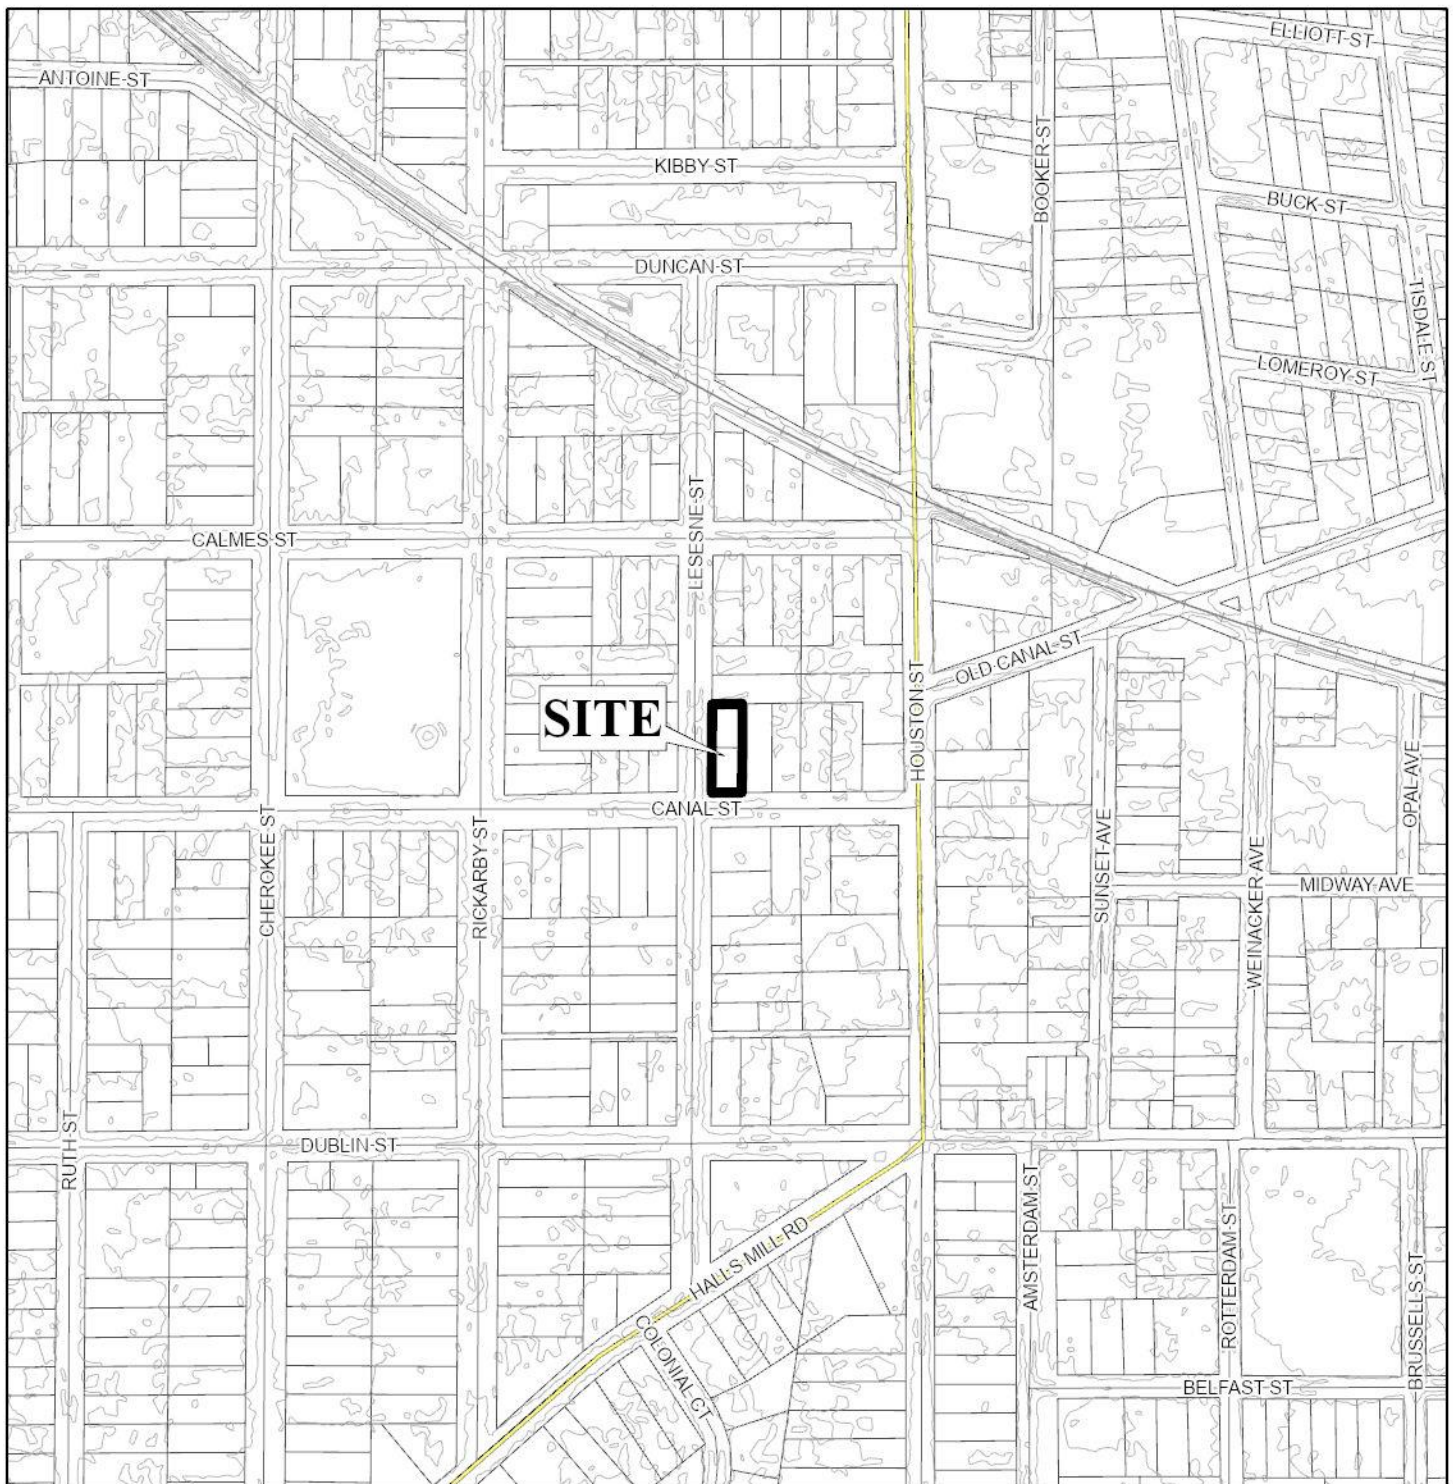 ELLIOTT ST
ANTOINE ST
KIBBY ST
BOOKER ST
BUCK ST
DUNCAN ST
TISDALE ST
LOMEROY ST
LESESNE ST
CALMES ST
OLD CANAL ST
HOUSTON ST
SITE
OPAL AVE
CANAL ST
CHEROKEE ST
RICKARBY ST
SUNSET AVE
WEINACKER AVE
MIDWAY AVE
RUTH ST
DUBLIN ST
AMSTERDAM ST
ROTTERDAM ST
HALLS MILL RD
BRUSSELS ST
COLONIAL CT
BELFAST ST